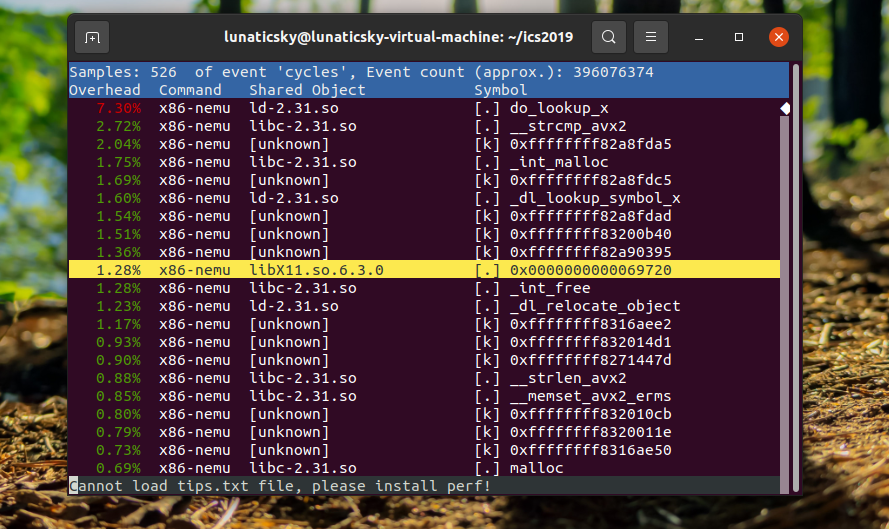 lunaticsky@lunaticsky-virtual-machine: ~/ics2019
Samples: 526  of event 'cycles', Event count (approx.): 396076374
Overhead  Command   Shared Object            Symbol
7.30%  x86-nemu  ld-2.31.so               [.] do_lookup_x
2.72%  x86-nemu  libc-2.31.so             [.] __strcmp_avx2
2.04%  x86-nemu  [unknown]                [k] 0xffffffff82a8fda5
1.75%  x86-nemu  libc-2.31.so             [.] _int_malloc
1.69%  x86-nemu  [unknown]                [k] 0xffffffff82a8fdc5
1.60%  x86-nemu  ld-2.31.so               [.] _dl_lookup_symbol_x
1.54%  x86-nemu  [unknown]                [k] 0xffffffff82a8fdad
1.51%  x86-nemu  [unknown]                [k] 0xffffffff83200b40
1.36%  x86-nemu  [unknown]                [k] 0xffffffff82a90395
1.28%  x86-nemu  libX11.so.6.3.0          [.] 0x0000000000069720
1.28%  x86-nemu  libc-2.31.so             [.] _int_free
1.23%  x86-nemu  ld-2.31.so               [.] _dl_relocate_object
1.17%  x86-nemu  [unknown]                [k] 0xffffffff8316aee2
0.93%  x86-nemu  [unknown]                [k] 0xffffffff832014d1
0.90%  x86-nemu  [unknown]                [k] 0xffffffff8271447d
0.88%  x86-nemu  libc-2.31.so             [.] __strlen_avx2
0.85%  x86-nemu  libc-2.31.so             [.] __memset_avx2_erms
0.80%  x86-nemu  [unknown]                [k] 0xffffffff832010cb
0.79%  x86-nemu  [unknown]                [k] 0xffffffff8320011e
0.73%  x86-nemu  [unknown]                [k] 0xffffffff8316ae50
0.69%  x86-nemu  libc-2.31.so             [.] malloc
Cannot load tips.txt file, please install perf!